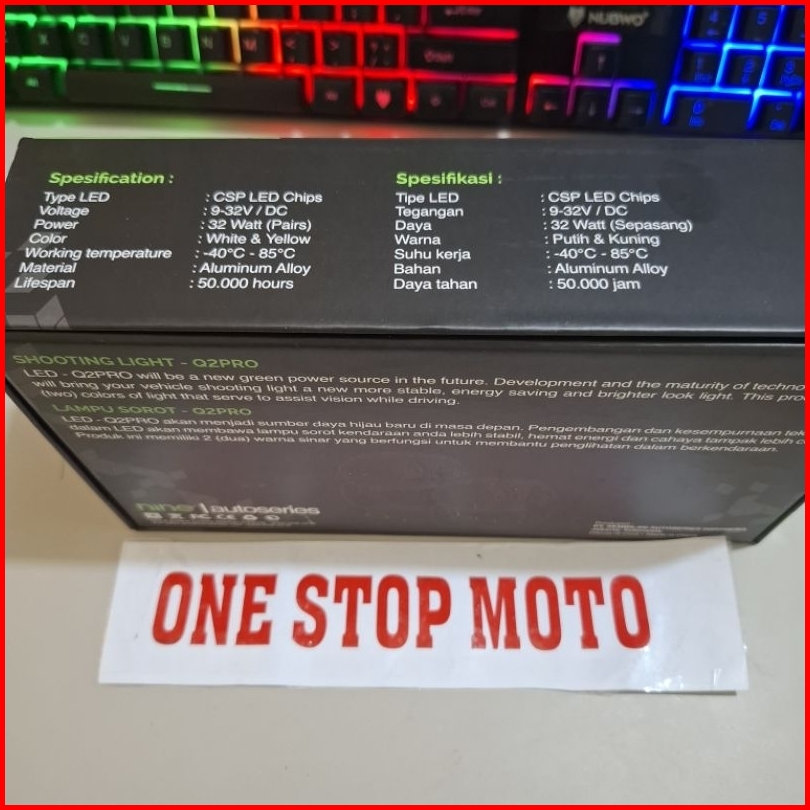 NUBWO
Spesification :
Type LED : CSP LED Chips
Voltage : 9-32V / DC
Power : 32 Watt (Pairs)
Color : White & Yellow
Working temperature : -40°C - 85°C
Material : Aluminum Alloy
Lifespan : 50.000 hours
Spesifikasi :
Tipe LED : CSP LED Chips
Tegangan : 9-32V / DC
Daya : 32 Watt (Sepasang)
Warna : Putih & Kuning
Suhu kerja : -40°C - 85°C
Bahan : Aluminum Alloy
Daya tahan : 50.000 jam
SHOOTING LIGHT - Q2PRO
LED - Q2PRO will be a new green power source in the future. Development and the maturity of techno
will bring your vehicle shooting light a new more stable, energy saving and brighter look light. This pro
(two) colors of light that serve to assist vision while driving.
LAMPU SOROT - Q2PRO
LED - Q2PRO akan menjadi sumber daya hijau baru di masa depan. Pengembangan dan kesempurnaan tek
dalam LED akan membawa lampu sorot kendaraan anda lebih stabil, hemat energi dan cahaya tampak lebih c
Produk ini memiliki 2 (dua) warna sinar yang berfungsi untuk membantu penglihatan dalam berkendaraan.
nine | autoseries
ONE STOP MOTO